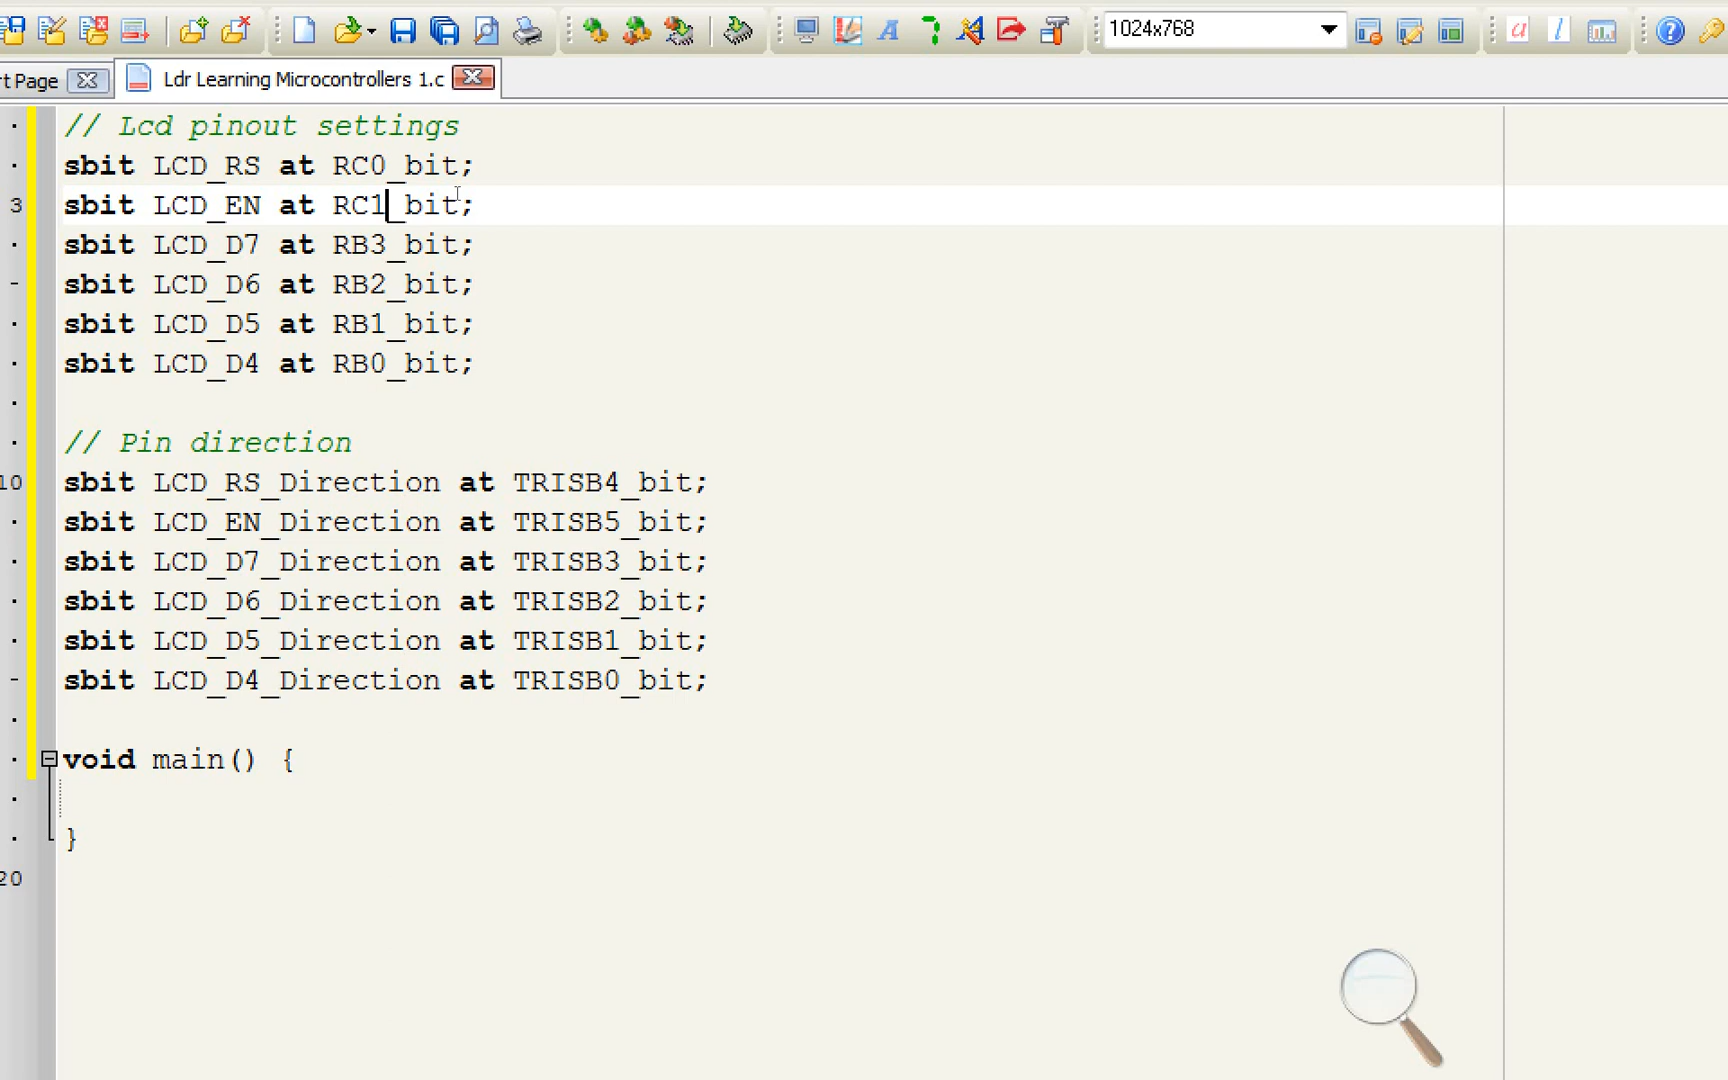 1024x768
rt Page
Ldr Learning Microcontrollers 1.c
// Lcd pinout settings
sbit LCD_RS at RC0_bit;
3 sbit LCD_EN at RC1_bit;
sbit LCD_D7 at RB3_bit;
sbit LCD_D6 at RB2_bit;
sbit LCD_D5 at RB1_bit;
sbit LCD_D4 at RB0_bit;
// Pin direction
10 sbit LCD_RS_Direction at TRISB4_bit;
sbit LCD_EN_Direction at TRISB5_bit;
sbit LCD_D7_Direction at TRISB3_bit;
sbit LCD_D6_Direction at TRISB2_bit;
sbit LCD_D5_Direction at TRISB1_bit;
sbit LCD_D4_Direction at TRISB0_bit;
void main() {
}
20